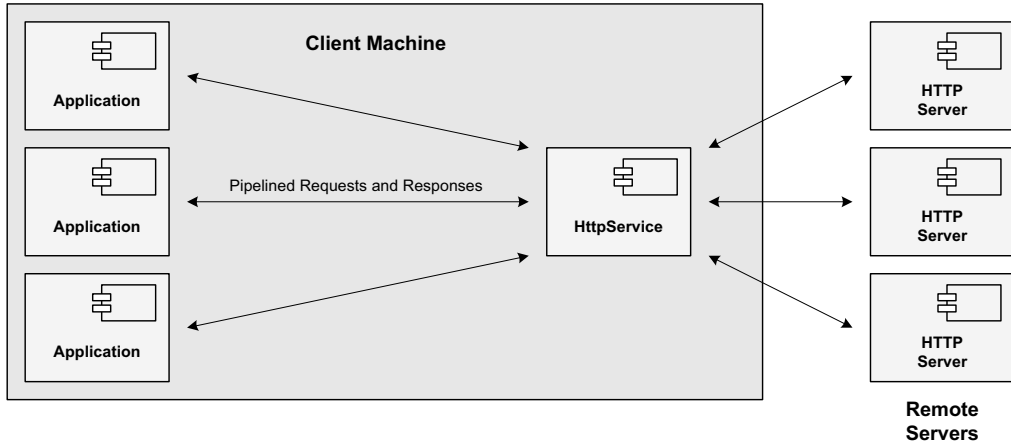 Client Machine
Application
HTTP
Server
Pipelined Requests and Responses
Application
HttpService
HTTP
Server
Application
HTTP
Server
Remote
Servers